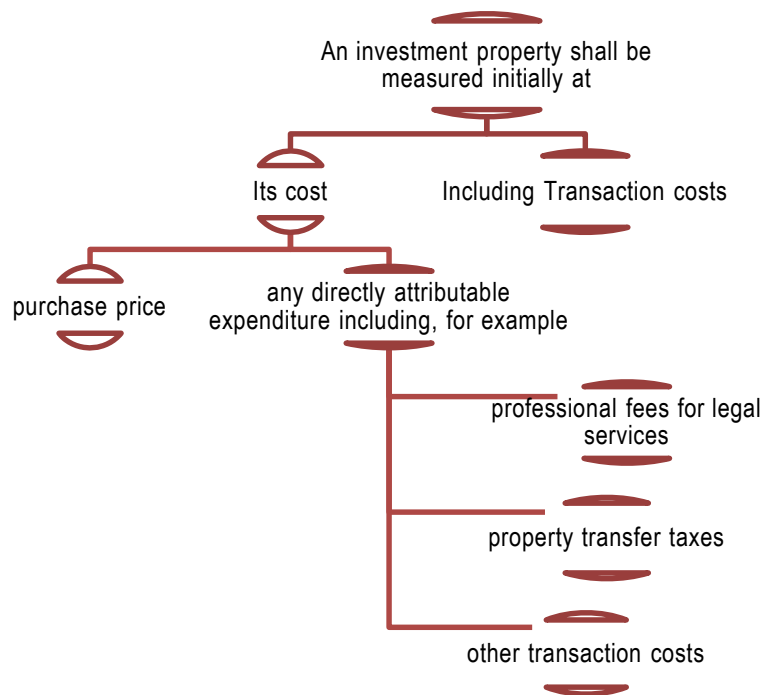 An investment property shall be
measured initially at
Its cost
Including Transaction costs
purchase price
any directly attributable
expenditure including, for example
professional fees for legal
services
property transfer taxes
other transaction costs